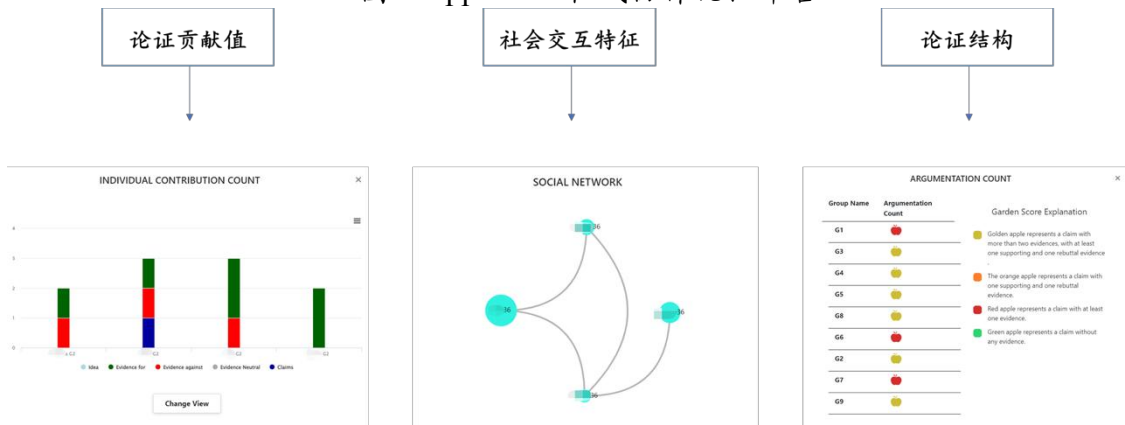 论证贡献值
社会交互特征
论证结构
INDIVIDUAL CONTRIBUTION COUNT
×
4
3
2
1
0
G2
G2
G2
G2
Idea
Evidence for
Evidence against
Evidence Neutral
Claims
Change View
SOCIAL NETWORK
36
36
36
36
ARGUMENTATION COUNT
×
Group Name
Argumentation
Count
G1
G3
G4
G5
G8
G6
G2
G7
G9
Garden Score Explanation
Golden apple represents a claim with
more than two evidences, with at least
one supporting and one rebuttal evidence
.
The orange apple represents a claim with
one supporting and one rebuttal
evidence.
Red apple represents a claim with at least
one evidence.
Green apple represents a claim without
any evidence.